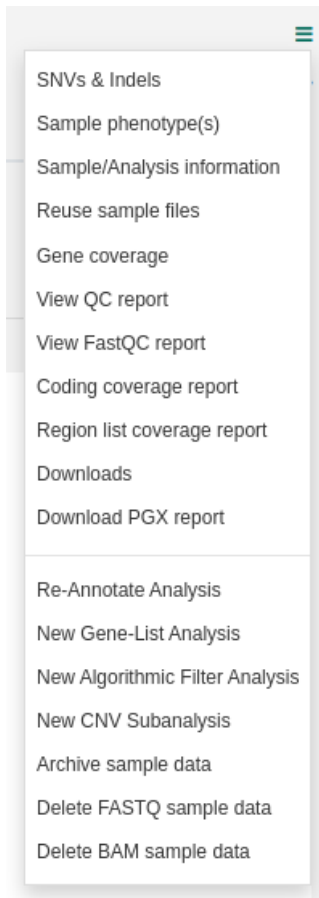 SNVs & Indels
Sample phenotype(s)
Sample/Analysis information
Reuse sample files
Gene coverage
View QC report
View FastQC report
Coding coverage report
Region list coverage report
Downloads
Download PGX report
Re-Annotate Analysis
New Gene-List Analysis
New Algorithmic Filter Analysis
New CNV Subanalysis
Archive sample data
Delete FASTQ sample data
Delete BAM sample data